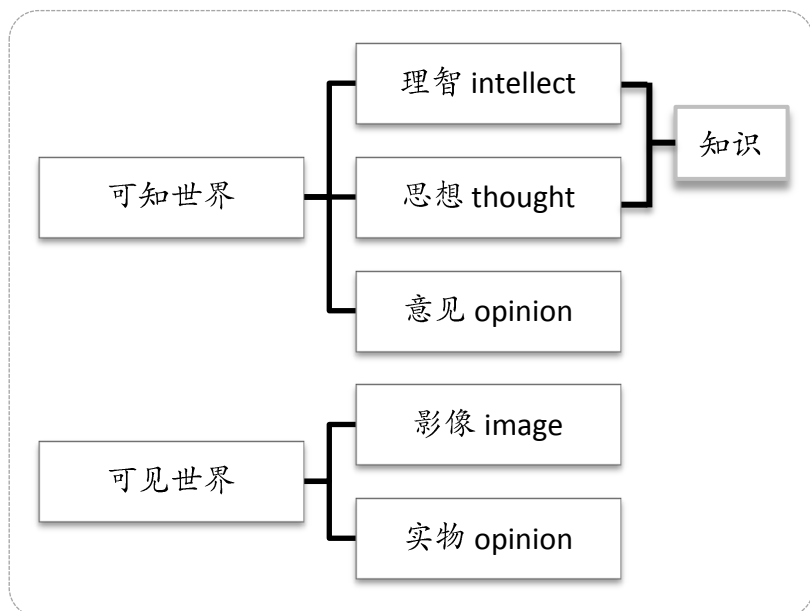 理智 intellect
知识
可知世界
思想 thought
意见 opinion
影像 image
可见世界
实物 opinion